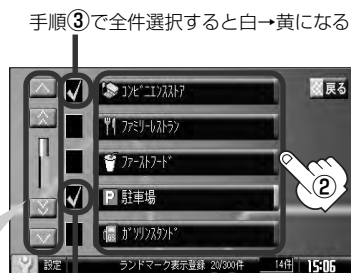 手順③で全件選択すると白→黄になる
戻る
コンビニエンスストア
ファミリーレストラン
ファーストフード
②
P 駐車場
ガソリンスタンド
設定 ランドマーク表示登録 20/300件 14件 15:06